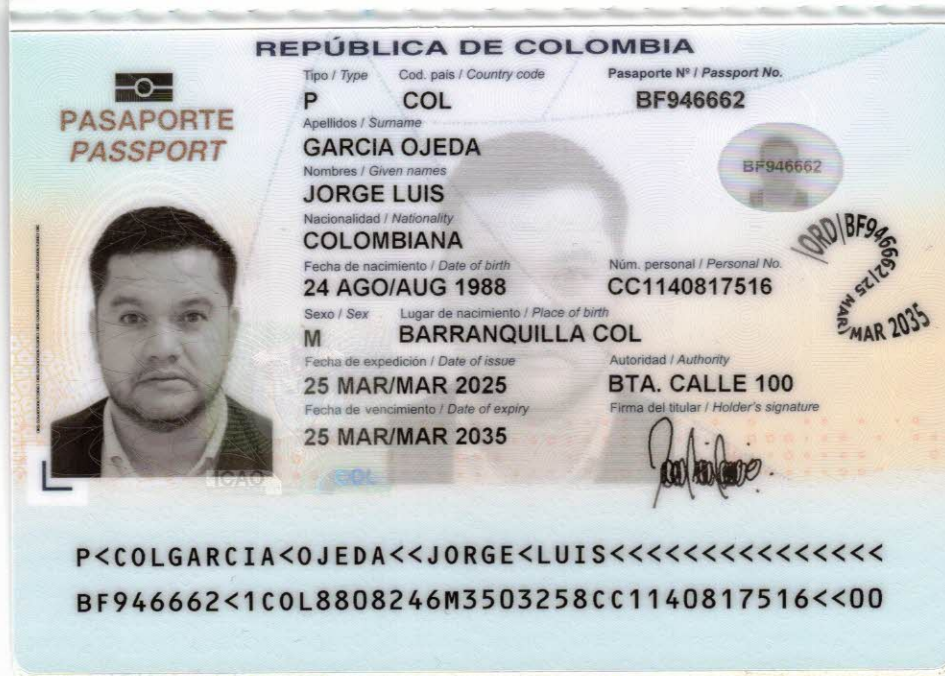 REPÚBLICA DE COLOMBIA
PASAPORTE
PASSPORT
Tipo / Type Cod. país / Country code Pasaporte Nº / Passport No.
P COL BF946662
Apellidos / Surname
GARCIA OJEDA
Nombres / Given names
JORGE LUIS
BF946662
Nacionalidad / Nationality
COLOMBIANA
Fecha de nacimiento / Date of birth Núm. personal / Personal No.
24 AGO/AUG 1988 CC1140817516
Sexo / Sex Lugar de nacimiento / Place of birth
M BARRANQUILLA COL
/ORD/BF946662/25 MAR/MAR 2035
Fecha de expedición / Date of issue Autoridad / Authority
25 MAR/MAR 2025 BTA. CALLE 100
Fecha de vencimiento / Date of expiry Firma del titular / Holder's signature
25 MAR/MAR 2035
ICAO COL
P<COLGARCIA<OJEDA<<JORGE<LUIS<<<<<<<<<<<<<<<
BF946662<1COL8808246M3503258CC1140817516<<00